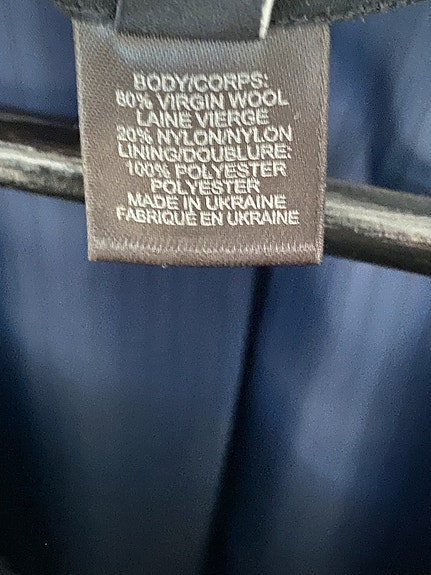 BODY/CORPS:
80% VIRGIN WOOL
LAINE VIERGE
20% NYLON/NYLON
LINING/DOUBLURE:
100% POLYESTER
POLYESTER
MADE IN UKRAINE
FABRIQUÉ EN UKRAINE